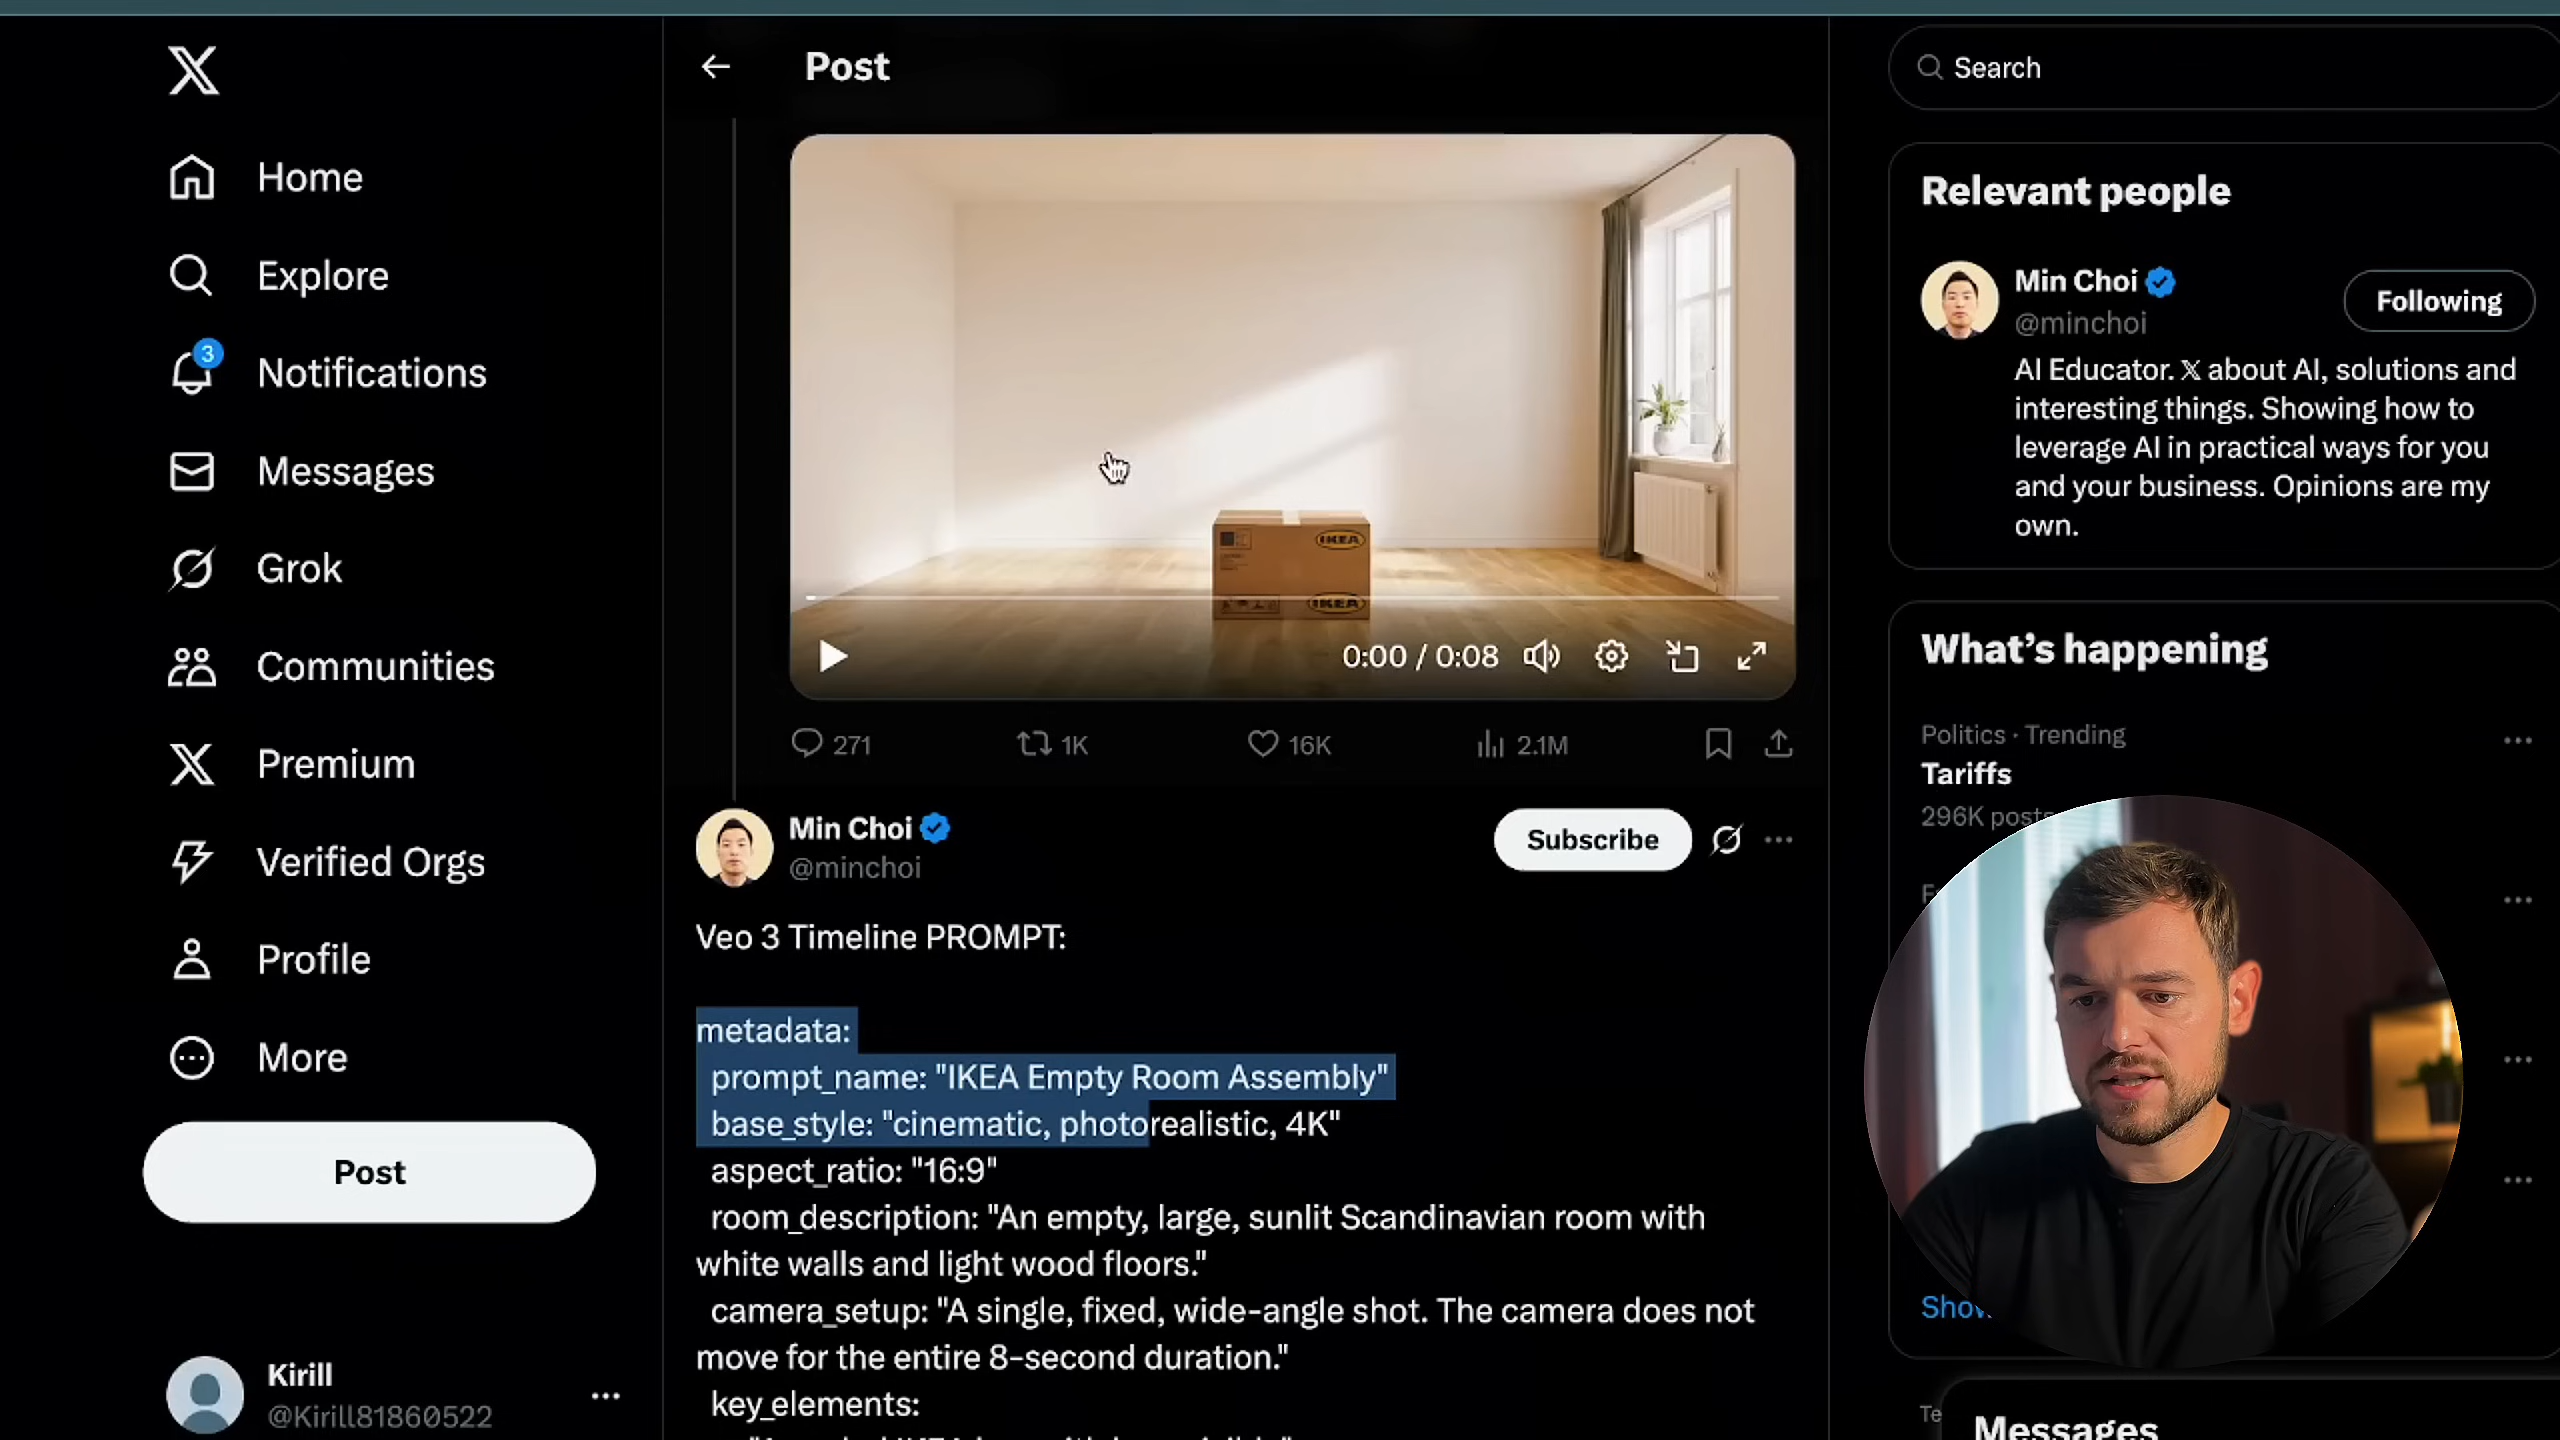 Home
Explore
3
Notifications
Messages
Grok
Communities
Premium
Verified Orgs
Profile
More
Post
Kirill
@Kirill81860522
Post
IKEA
IKEA
0:00 / 0:08
271
1K
16K
2.1M
Min Choi
@minchoi
Subscribe
Veo 3 Timeline PROMPT:
metadata:
prompt_name: "IKEA Empty Room Assembly"
base_style: "cinematic, photorealistic, 4K"
aspect_ratio: "16:9"
room_description: "An empty, large, sunlit Scandinavian room with
white walls and light wood floors."
camera_setup: "A single, fixed, wide-angle shot. The camera does not
move for the entire 8-second duration."
key_elements:
Search
Relevant people
Min Choi
@minchoi
Following
AI Educator. 𝕏 about AI, solutions and
interesting things. Showing how to
leverage AI in practical ways for you
and your business. Opinions are my
own.
What's happening
Politics · Trending
Tariffs
296K posts
Show
Messages